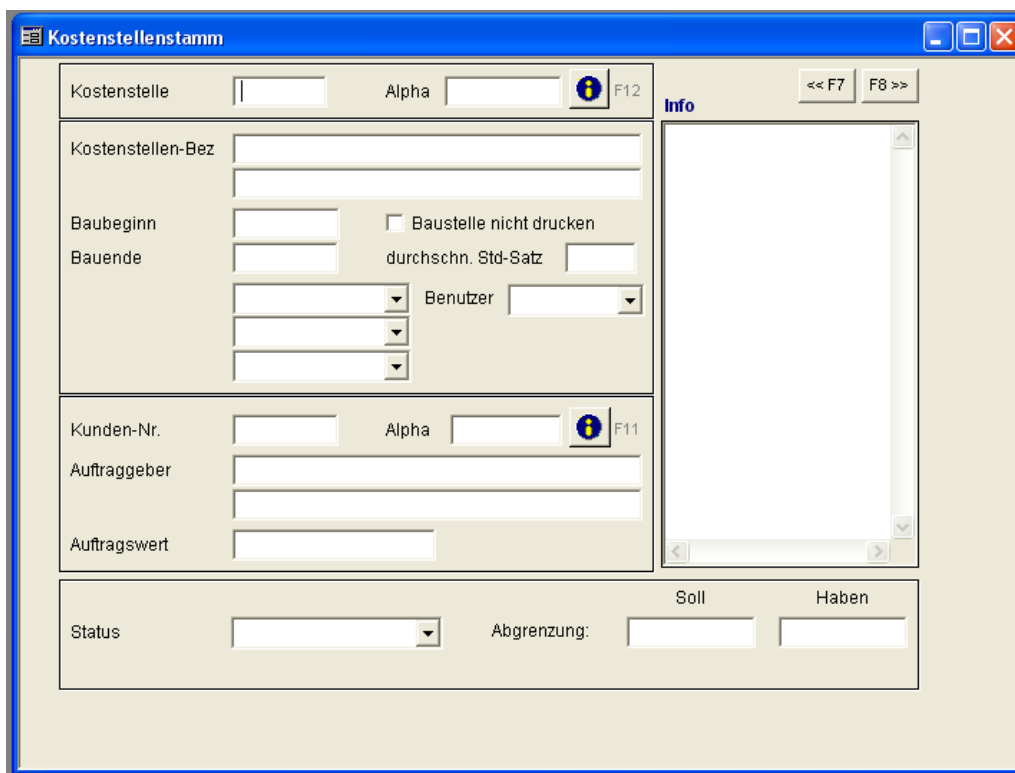 Kostenstellenstamm
Kostenstelle Alpha F12
<< F7 F8 >>
Info
Kostenstellen-Bez
Baubeginn Baustelle nicht drucken
Bauende durchschn. Std-Satz
Benutzer
Kunden-Nr. Alpha F11
Auftraggeber
Auftragswert
Soll Haben
Status Abgrenzung: